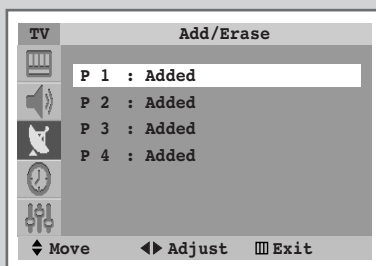 TV Add/Erase
P 1 : Added
P 2 : Added
P 3 : Added
P 4 : Added
Move Adjust Exit